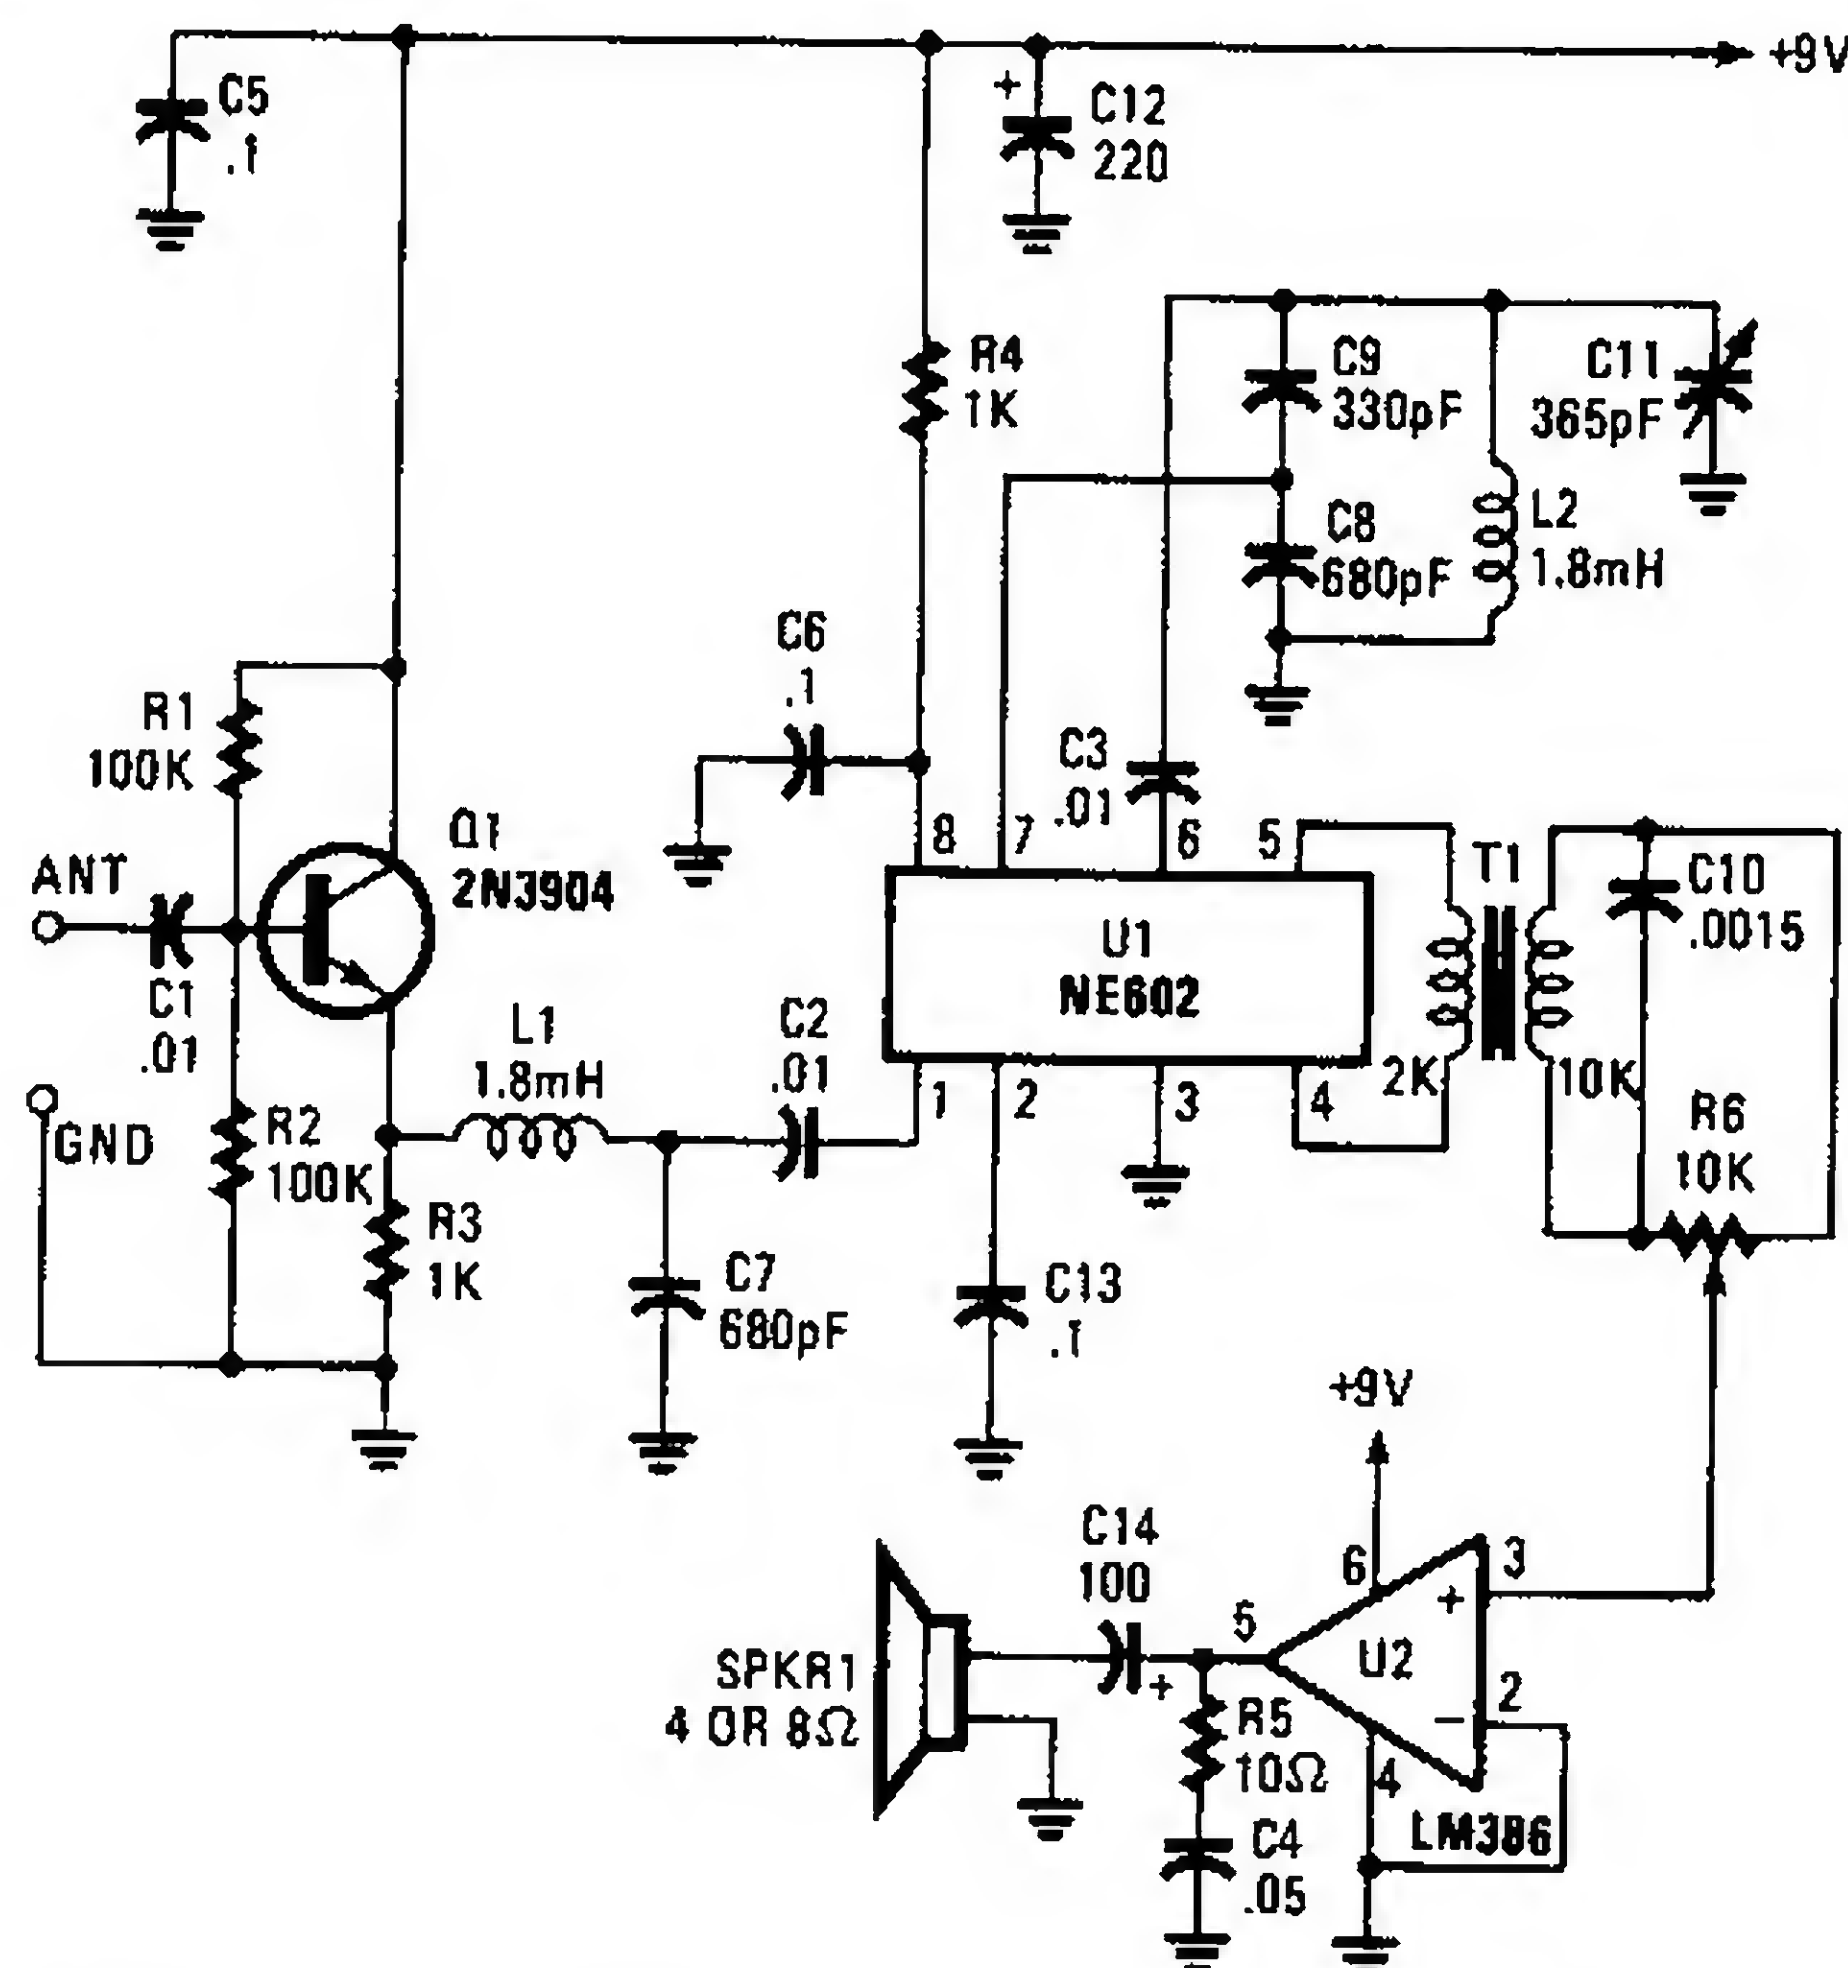 +9V
C5
.1
+
C12
220
R4
1K
C9
330pF
C11
365pF
C8
680pF
L2
1.8mH
C6
.1
R1
100K
C3
.01
Q1
2N3904
8
7
6
5
T1
ANT
C10
.0015
U1
NE602
C1
.01
L1
1.8mH
C2
.01
1
2
3
4
2K
10K
GND
R2
100K
R6
10K
R3
1K
C7
680pF
C13
.1
+9V
C14
100
6
3
+
5
U2
SPKR1
4 OR 8Ω
+
2
−
R5
10Ω
4
LM386
C4
.05